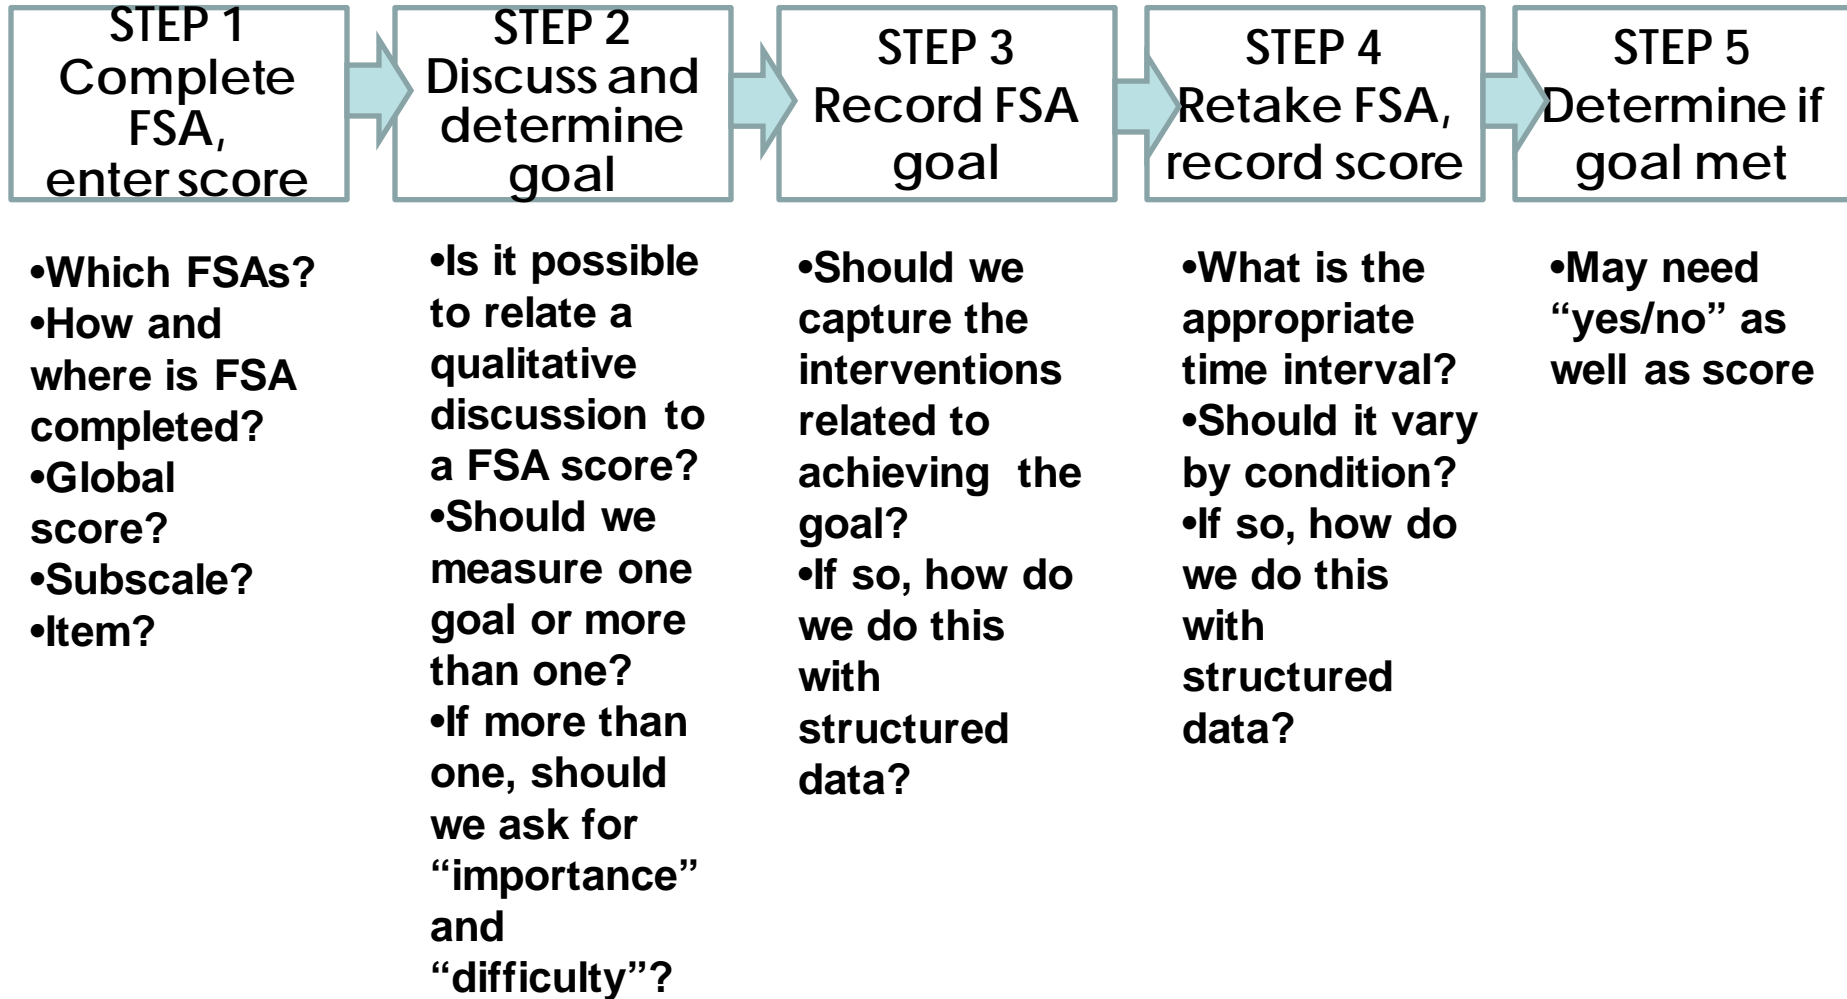 STEP 1
Complete
FSA,
enter score
STEP 2
Discuss and
determine
goal
STEP 3
Record FSA
goal
STEP 4
Retake FSA,
record score
STEP 5
Determine if
goal met
•Which FSAs?
•How and
where is FSA
completed?
•Global
score?
•Subscale?
•Item?
•Is it possible
to relate a
qualitative
discussion to
a FSA score?
•Should we
measure one
goal or more
than one?
•If more than
one, should
we ask for
“importance”
and
“difficulty”?
•Should we
capture the
interventions
related to
achieving the
goal?
•If so, how do
we do this
with
structured
data?
•What is the
appropriate
time interval?
•Should it vary
by condition?
•If so, how do
we do this
with
structured
data?
•May need
“yes/no” as
well as score